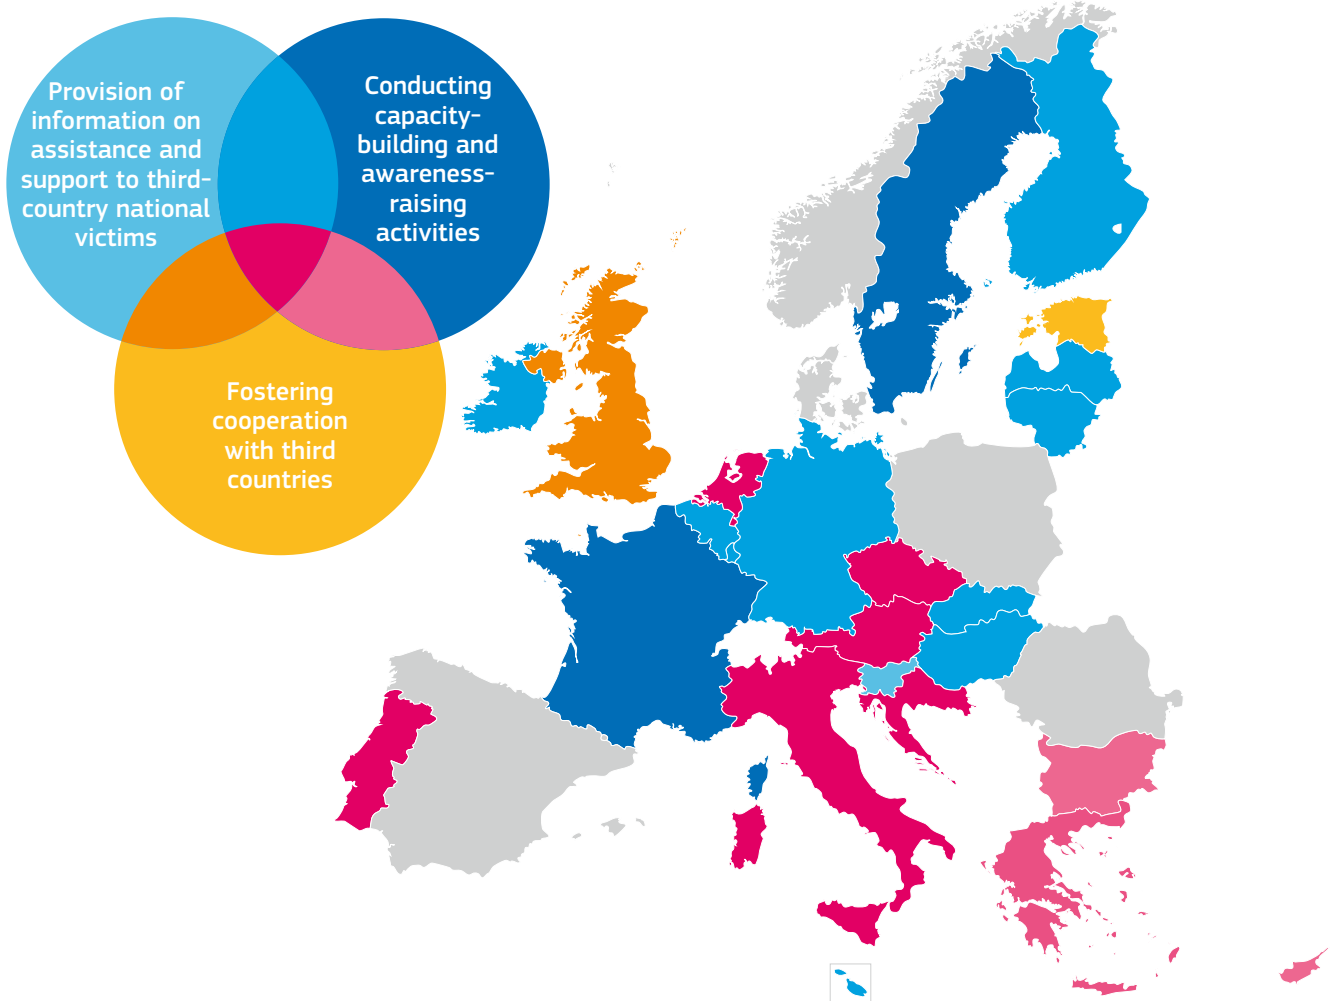 Provision of
information on
assistance and
support to third-
country national
victims
Conducting
capacity-
building and
awareness-
raising
activities
Fostering
cooperation
with third
countries